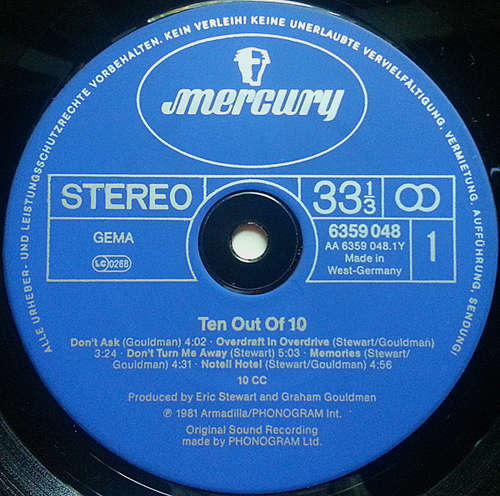 ALLE URHEBER- UND LEISTUNGSSCHUTZRECHTE VORBEHALTEN. KEIN VERLEIH! KEINE UNERLAUBTE VERVIELFÄLTIGUNG, VERMIETUNG, AUFFÜHRUNG, SENDUNG!
mercury
STEREO
33 1/3
GEMA
LC 0268
6359 048
AA 6359 048.1Y
Made in
West-Germany
1
Ten Out Of 10
Don't Ask (Gouldman) 4:02 · Overdraft In Overdrive (Stewart/Gouldman)
3:24 · Don't Turn Me Away (Stewart) 5:03 · Memories (Stewart/
Gouldman) 4:31 · Notell Hotel (Stewart/Gouldman) 4:56
10 CC
Produced by Eric Stewart and Graham Gouldman
℗ 1981 Armadilla/PHONOGRAM Int.
Original Sound Recording
made by PHONOGRAM Ltd.